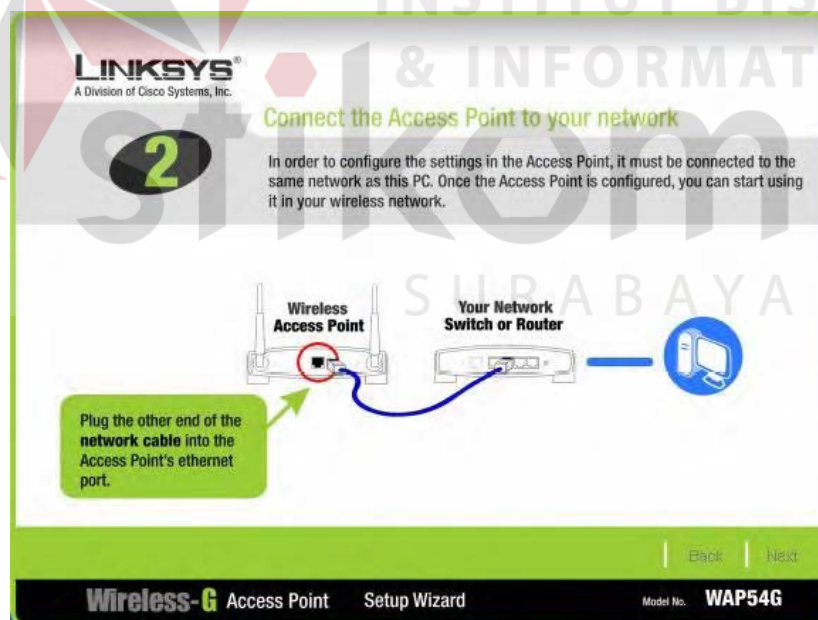 INSTITUT BIS
& INFORMAT
stikom
SURABAYA
LINKSYS®
A Division of Cisco Systems, Inc.
2
Connect the Access Point to your network
In order to configure the settings in the Access Point, it must be connected to the
same network as this PC. Once the Access Point is configured, you can start using
it in your wireless network.
Wireless
Access Point
Your Network
Switch or Router
Plug the other end of the
network cable into the
Access Point's ethernet
port.
Back
Next
Wireless-G Access Point Setup Wizard
Model No. WAP54G